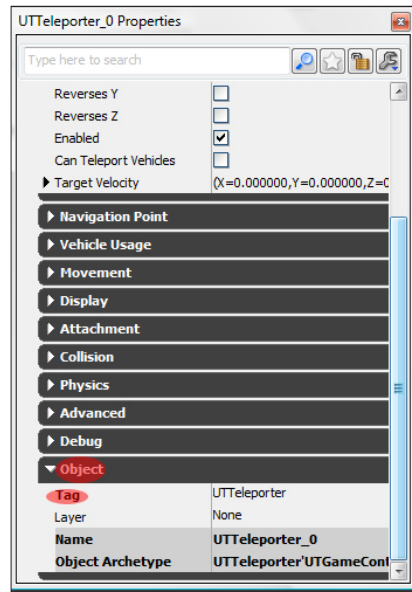 UTTeleporter_0 Properties
Type here to search
Reverses Y
Reverses Z
Enabled
Can Teleport Vehicles
Target Velocity (X=0.000000,Y=0.000000,Z=0
Navigation Point
Vehicle Usage
Movement
Display
Attachment
Collision
Physics
Advanced
Debug
Object
Tag UTTeleporter
Layer None
Name UTTeleporter_0
Object Archetype UTTeleporter'UTGameCont